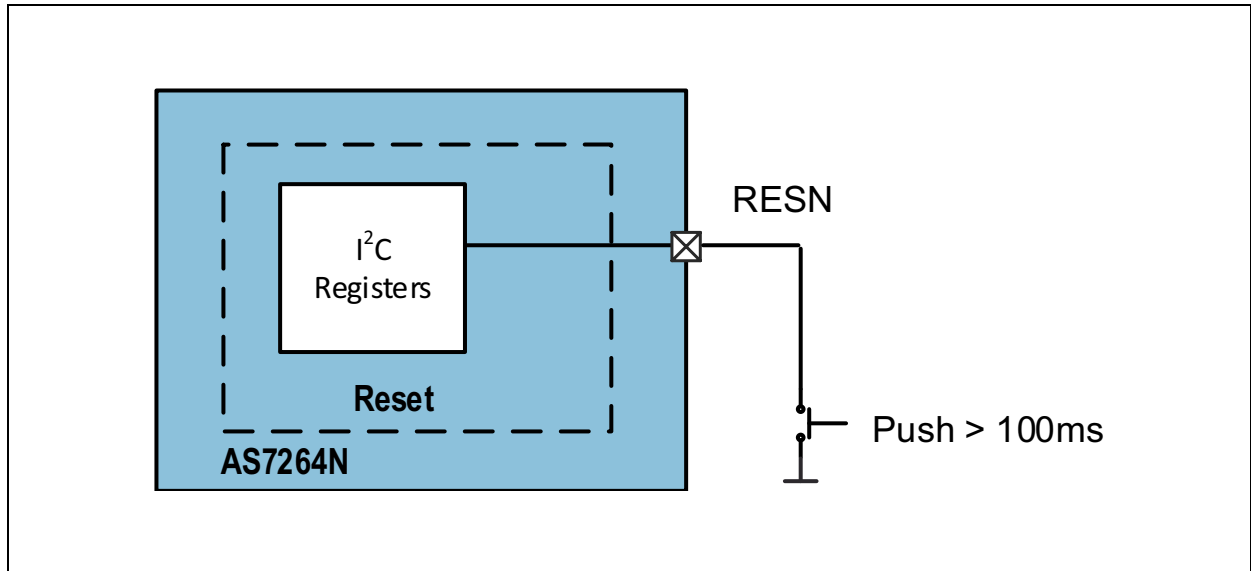 RESN
I²C
Registers
Reset
AS7264N
Push > 100ms